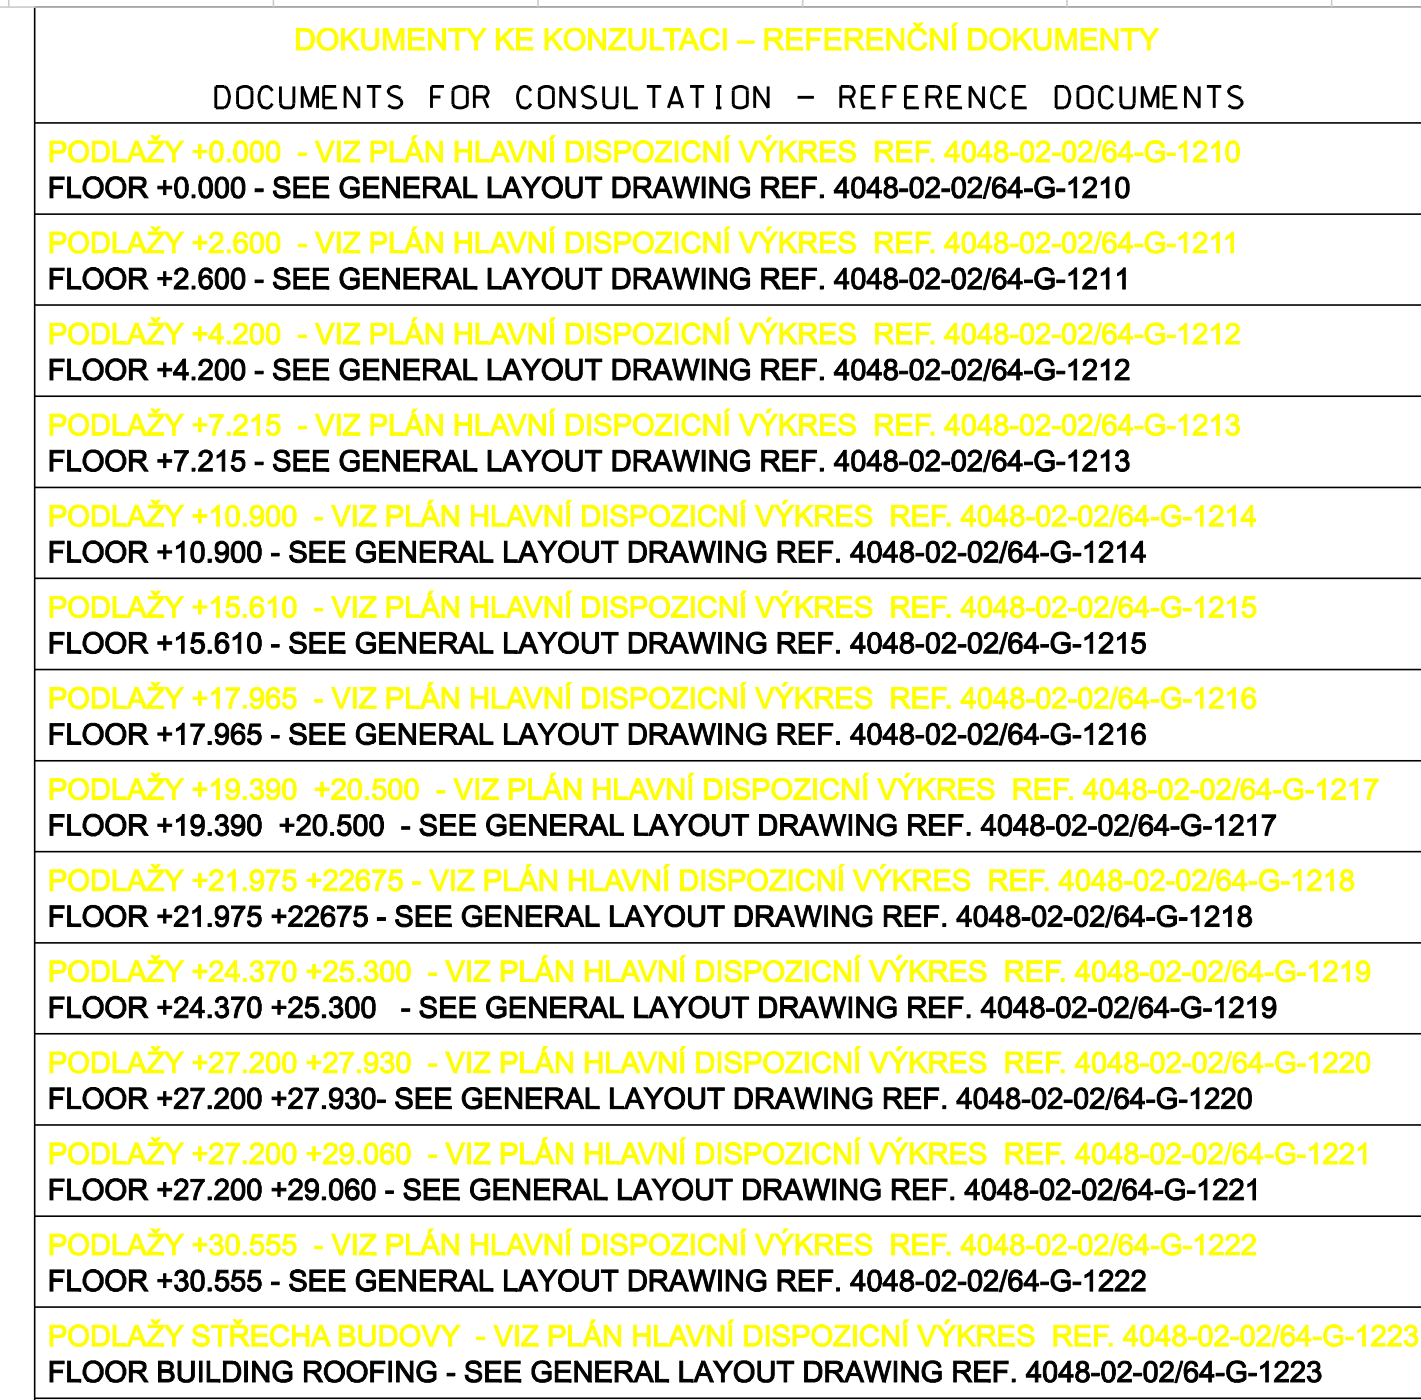 DOKUMENTY KE KONZULTACI – REFERENČNÍ DOKUMENTY
DOCUMENTS FOR CONSULTATION - REFERENCE DOCUMENTS
PODLAŽY +0.000 - VIZ PLÁN HLAVNÍ DISPOZICNÍ VÝKRES REF. 4048-02-02/64-G-1210
FLOOR +0.000 - SEE GENERAL LAYOUT DRAWING REF. 4048-02-02/64-G-1210
PODLAŽY +2.600 - VIZ PLÁN HLAVNÍ DISPOZICNÍ VÝKRES REF. 4048-02-02/64-G-1211
FLOOR +2.600 - SEE GENERAL LAYOUT DRAWING REF. 4048-02-02/64-G-1211
PODLAŽY +4.200 - VIZ PLÁN HLAVNÍ DISPOZICNÍ VÝKRES REF. 4048-02-02/64-G-1212
FLOOR +4.200 - SEE GENERAL LAYOUT DRAWING REF. 4048-02-02/64-G-1212
PODLAŽY +7.215 - VIZ PLÁN HLAVNÍ DISPOZICNÍ VÝKRES REF. 4048-02-02/64-G-1213
FLOOR +7.215 - SEE GENERAL LAYOUT DRAWING REF. 4048-02-02/64-G-1213
PODLAŽY +10.900 - VIZ PLÁN HLAVNÍ DISPOZICNÍ VÝKRES REF. 4048-02-02/64-G-1214
FLOOR +10.900 - SEE GENERAL LAYOUT DRAWING REF. 4048-02-02/64-G-1214
PODLAŽY +15.610 - VIZ PLÁN HLAVNÍ DISPOZICNÍ VÝKRES REF. 4048-02-02/64-G-1215
FLOOR +15.610 - SEE GENERAL LAYOUT DRAWING REF. 4048-02-02/64-G-1215
PODLAŽY +17.965 - VIZ PLÁN HLAVNÍ DISPOZICNÍ VÝKRES REF. 4048-02-02/64-G-1216
FLOOR +17.965 - SEE GENERAL LAYOUT DRAWING REF. 4048-02-02/64-G-1216
PODLAŽY +19.390 +20.500 - VIZ PLÁN HLAVNÍ DISPOZICNÍ VÝKRES REF. 4048-02-02/64-G-1217
FLOOR +19.390 +20.500 - SEE GENERAL LAYOUT DRAWING REF. 4048-02-02/64-G-1217
PODLAŽY +21.975 +22675 - VIZ PLÁN HLAVNÍ DISPOZICNÍ VÝKRES REF. 4048-02-02/64-G-1218
FLOOR +21.975 +22675 - SEE GENERAL LAYOUT DRAWING REF. 4048-02-02/64-G-1218
PODLAŽY +24.370 +25.300 - VIZ PLÁN HLAVNÍ DISPOZICNÍ VÝKRES REF. 4048-02-02/64-G-1219
FLOOR +24.370 +25.300 - SEE GENERAL LAYOUT DRAWING REF. 4048-02-02/64-G-1219
PODLAŽY +27.200 +27.930 - VIZ PLÁN HLAVNÍ DISPOZICNÍ VÝKRES REF. 4048-02-02/64-G-1220
FLOOR +27.200 +27.930- SEE GENERAL LAYOUT DRAWING REF. 4048-02-02/64-G-1220
PODLAŽY +27.200 +29.060 - VIZ PLÁN HLAVNÍ DISPOZICNÍ VÝKRES REF. 4048-02-02/64-G-1221
FLOOR +27.200 +29.060 - SEE GENERAL LAYOUT DRAWING REF. 4048-02-02/64-G-1221
PODLAŽY +30.555 - VIZ PLÁN HLAVNÍ DISPOZICNÍ VÝKRES REF. 4048-02-02/64-G-1222
FLOOR +30.555 - SEE GENERAL LAYOUT DRAWING REF. 4048-02-02/64-G-1222
PODLAŽY STŘECHA BUDOVY - VIZ PLÁN HLAVNÍ DISPOZICNÍ VÝKRES REF. 4048-02-02/64-G-1223
FLOOR BUILDING ROOFING - SEE GENERAL LAYOUT DRAWING REF. 4048-02-02/64-G-1223